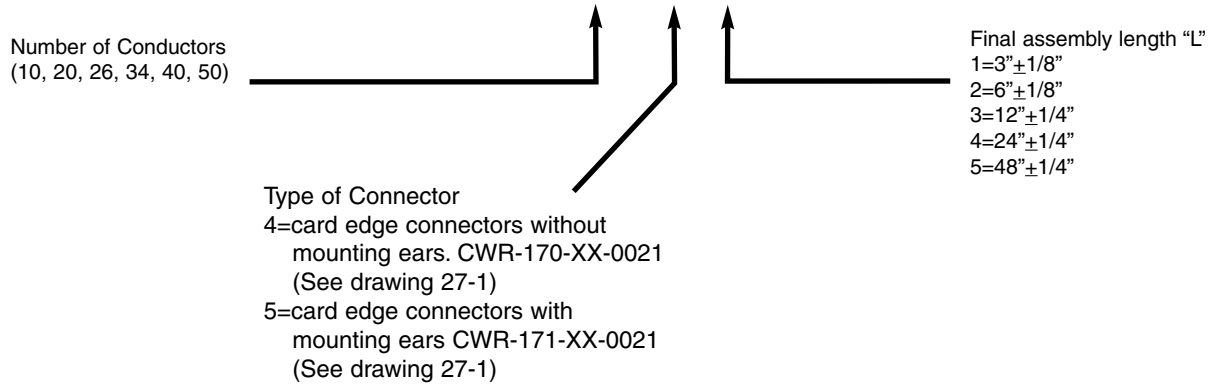 Number of Conductors
(10, 20, 26, 34, 40, 50)
Final assembly length “L”
1=3”±1/8”
2=6”±1/8”
3=12”±1/4”
4=24”±1/4”
5=48”±1/4”
Type of Connector
4=card edge connectors without
mounting ears. CWR-170-XX-0021
(See drawing 27-1)
5=card edge connectors with
mounting ears CWR-171-XX-0021
(See drawing 27-1)